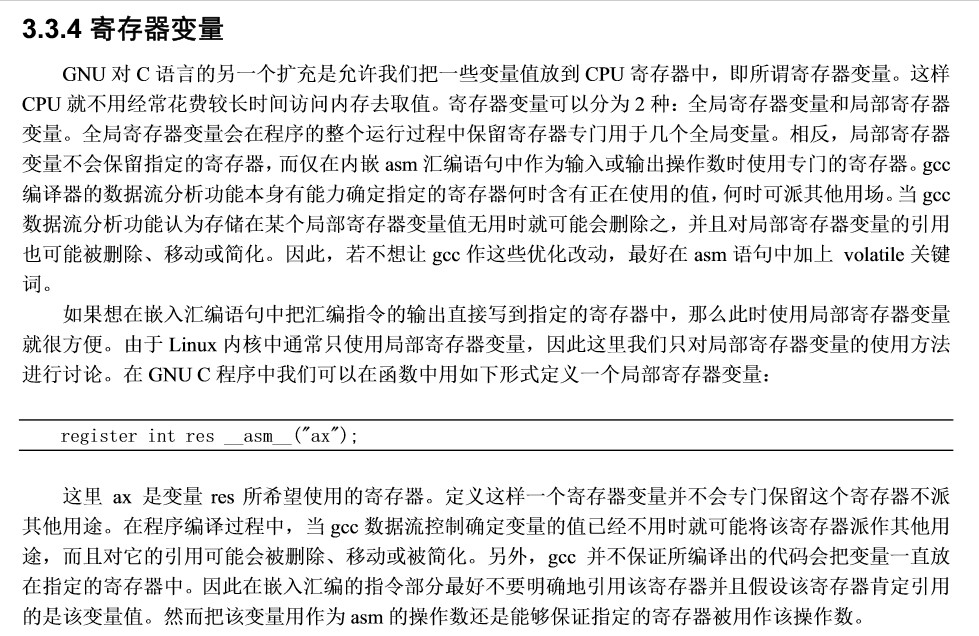 3.3.4 寄存器变量
GNU 对 C 语言的另一个扩充是允许我们把一些变量值放到 CPU 寄存器中，即所谓寄存器变量。这样
CPU 就不用经常花费较长时间访问内存去取值。寄存器变量可以分为 2 种：全局寄存器变量和局部寄存器
变量。全局寄存器变量会在程序的整个运行过程中保留寄存器专门用于几个全局变量。相反，局部寄存器
变量不会保留指定的寄存器，而仅在内嵌 asm 汇编语句中作为输入或输出操作数时使用专门的寄存器。gcc
编译器的数据流分析功能本身有能力确定指定的寄存器何时含有正在使用的值，何时可派其他用场。当 gcc
数据流分析功能认为存储在某个局部寄存器变量值无用时就可能会删除之，并且对局部寄存器变量的引用
也可能被删除、移动或简化。因此，若不想让 gcc 作这些优化改动，最好在 asm 语句中加上 volatile 关键
词。
如果想在嵌入汇编语句中把汇编指令的输出直接写到指定的寄存器中，那么此时使用局部寄存器变量
就很方便。由于 Linux 内核中通常只使用局部寄存器变量，因此这里我们只对局部寄存器变量的使用方法
进行讨论。在 GNU C 程序中我们可以在函数中用如下形式定义一个局部寄存器变量：
register int res __asm__("ax");
这里 ax 是变量 res 所希望使用的寄存器。定义这样一个寄存器变量并不会专门保留这个寄存器不派
其他用途。在程序编译过程中，当 gcc 数据流控制确定变量的值已经不用时就可能将该寄存器派作其他用
途，而且对它的引用可能会被删除、移动或被简化。另外，gcc 并不保证所编译出的代码会把变量一直放
在指定的寄存器中。因此在嵌入汇编的指令部分最好不要明确地引用该寄存器并且假设该寄存器肯定引用
的是该变量值。然而把该变量用作为 asm 的操作数还是能够保证指定的寄存器被用作该操作数。